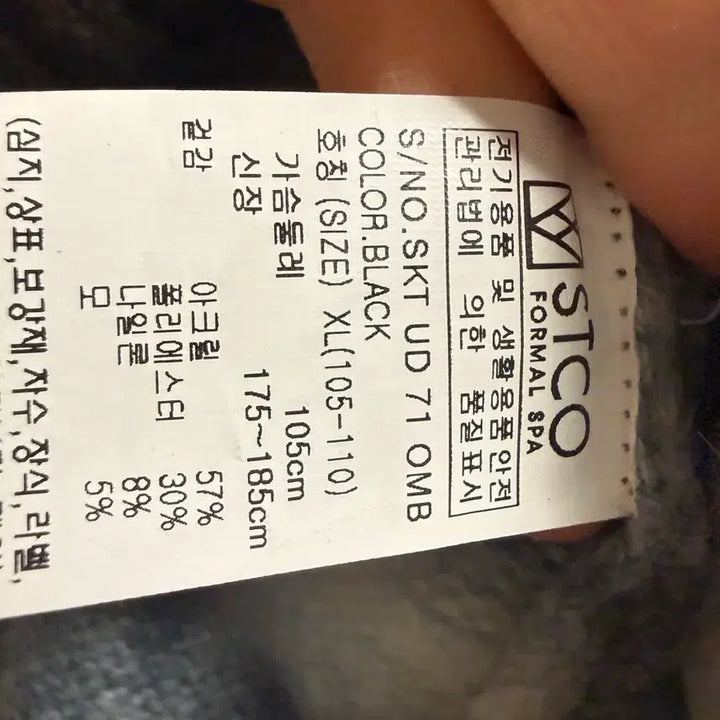 STCO
FORMAL SPA
전기용품 및 생활용품안전
관리법에 의한 품질표시
S/NO.SKT UD 71 OMB
COLOR.BLACK
호칭 (SIZE) XL(105-110)
가슴둘레 105cm
신장 175~185cm
겉감 아크릴 57%
폴리에스터 30%
나일론 8%
모 5%
(심지,상표,보강재,자수,장식,라벨,